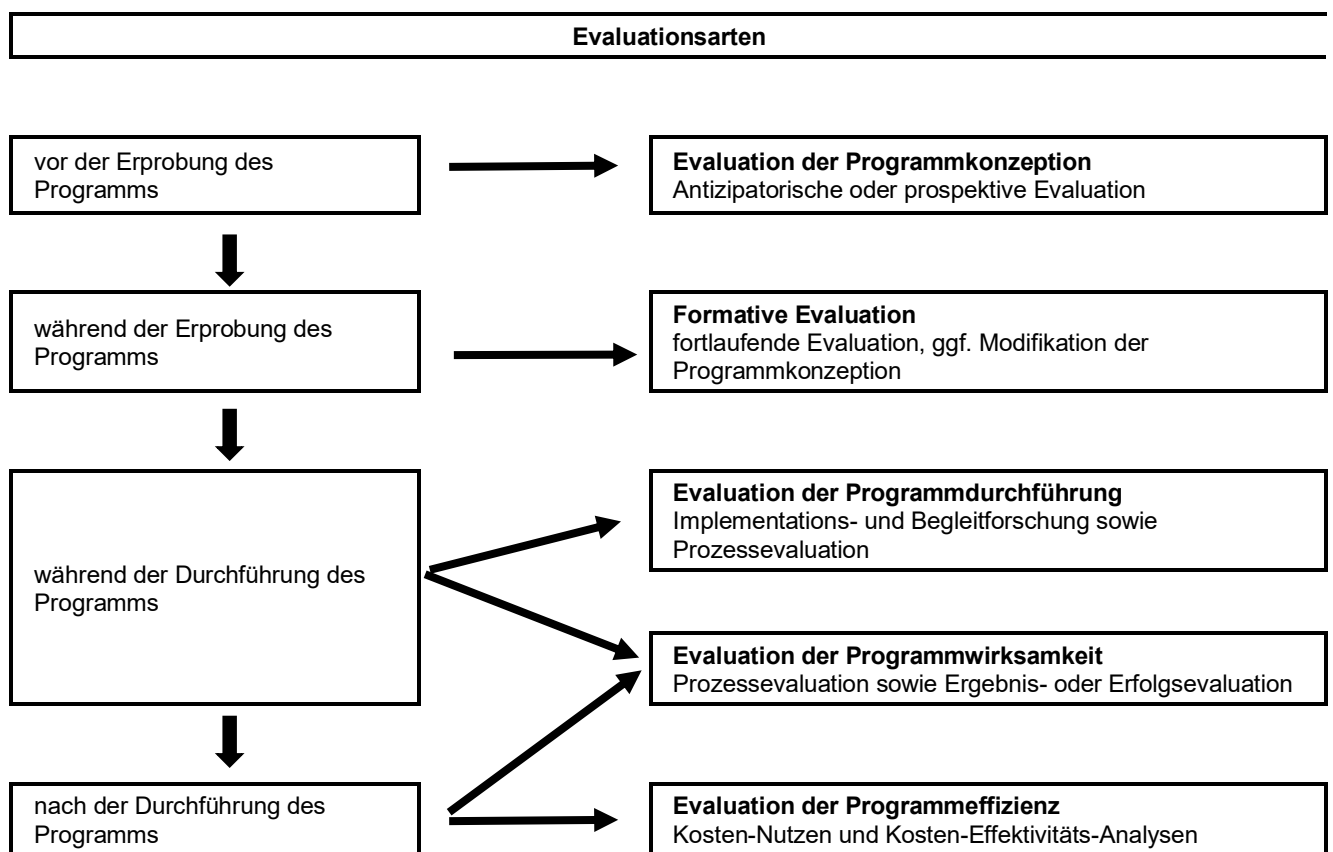 Evaluationsarten
vor der Erprobung des
Programms
Evaluation der Programmkonzeption
Antizipatorische oder prospektive Evaluation
während der Erprobung des
Programms
Formative Evaluation
fortlaufende Evaluation, ggf. Modifikation der
Programmkonzeption
während der Durchführung des
Programms
Evaluation der Programmdurchführung
Implementations- und Begleitforschung sowie
Prozessevaluation
Evaluation der Programmwirksamkeit
Prozessevaluation sowie Ergebnis- oder Erfolgsevaluation
nach der Durchführung des
Programms
Evaluation der Programmeffizienz
Kosten-Nutzen und Kosten-Effektivitäts-Analysen